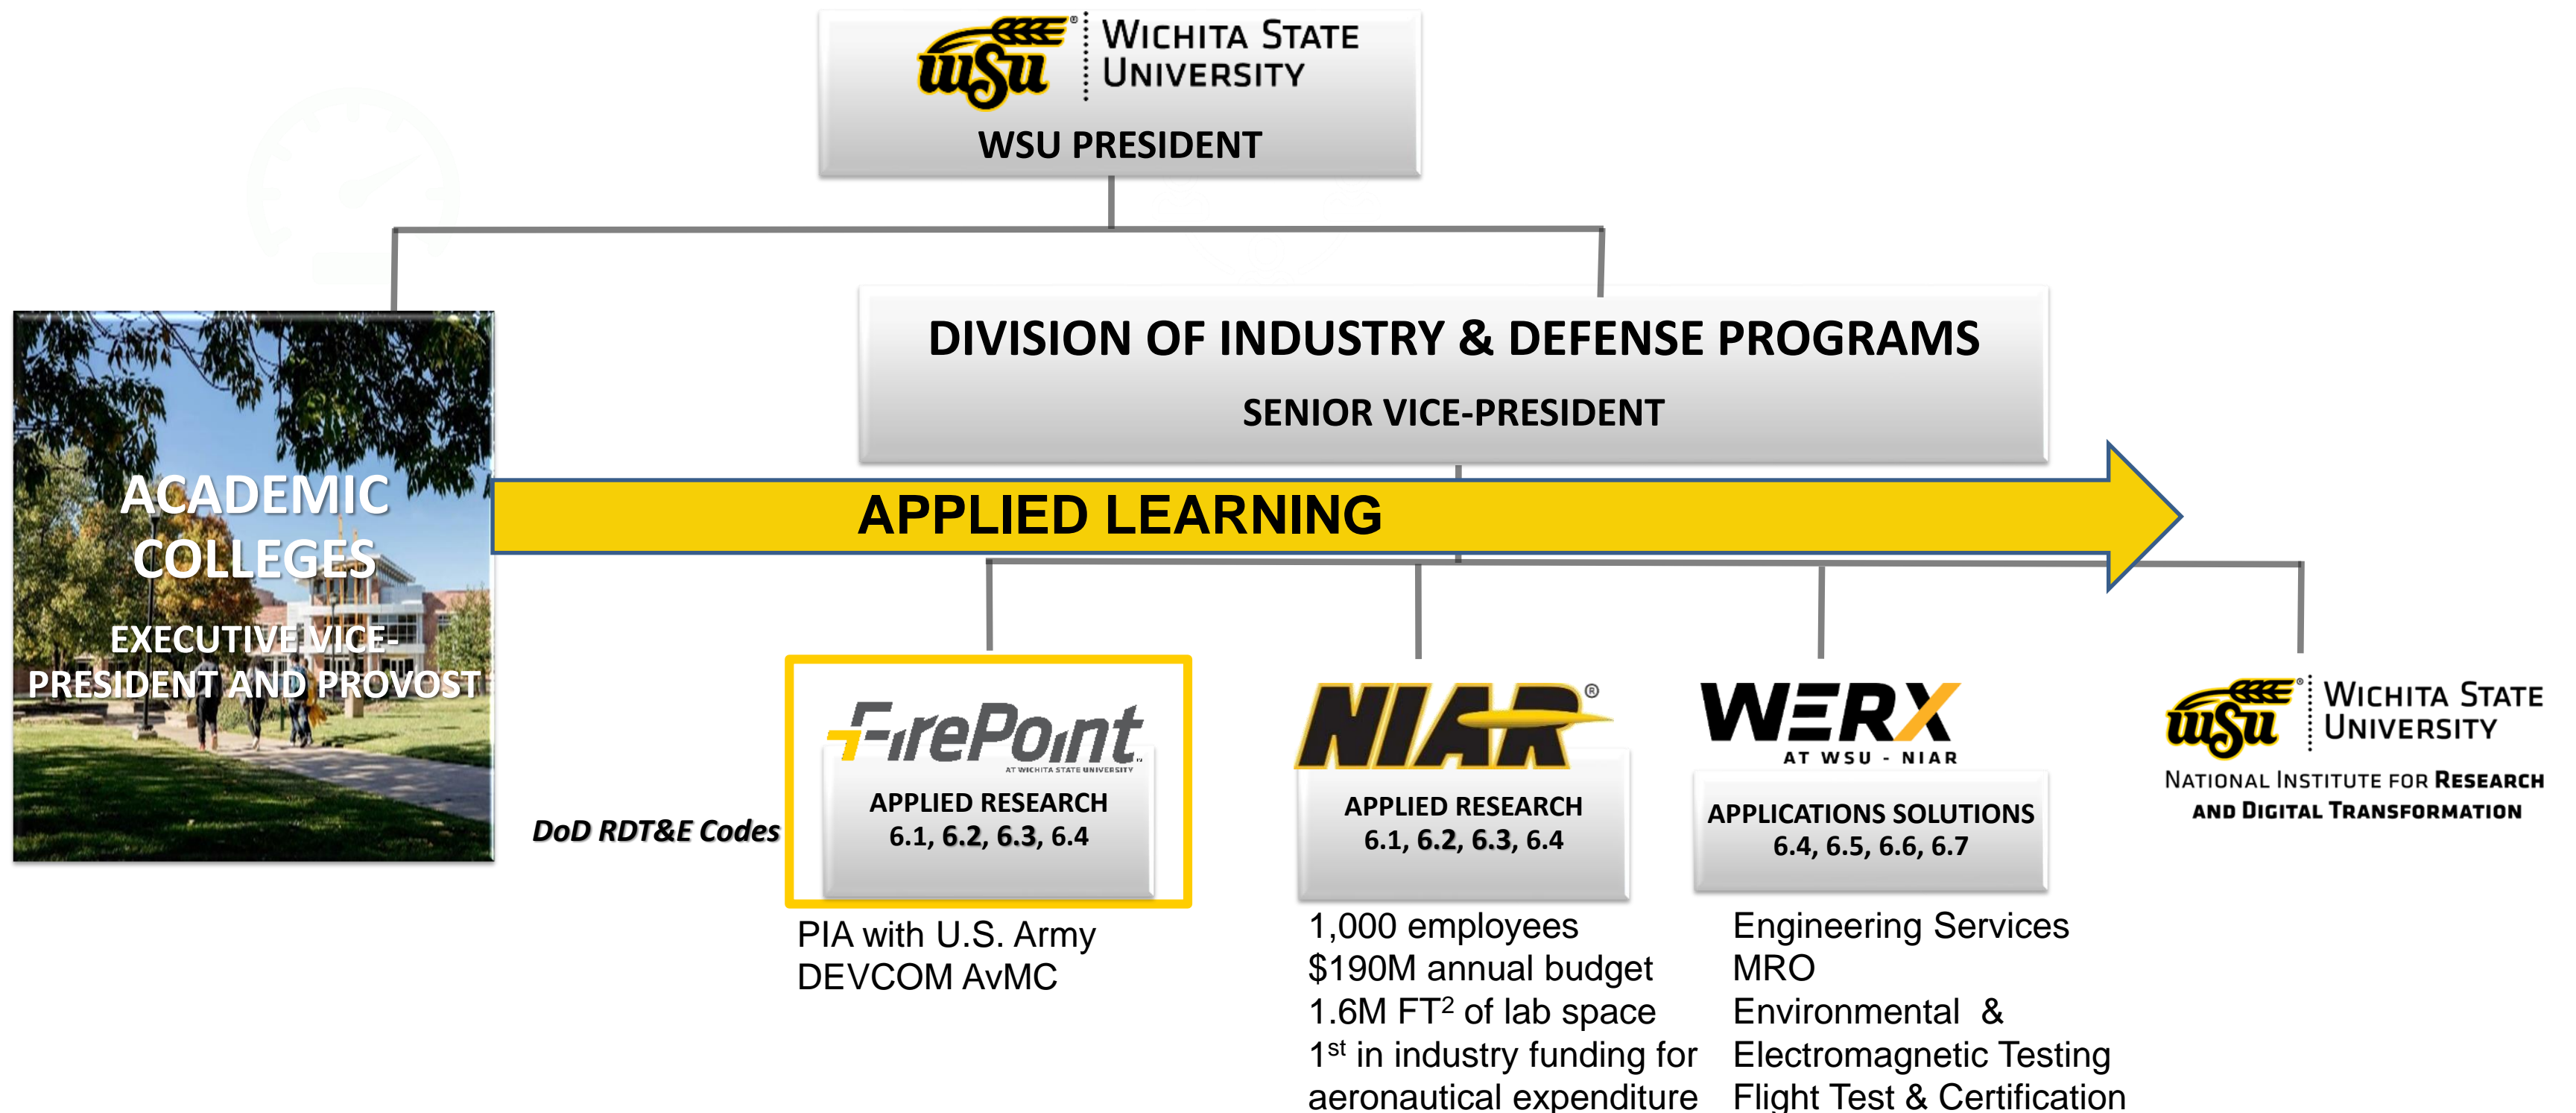 WSU WICHITA STATE
UNIVERSITY
WSU PRESIDENT
DIVISION OF INDUSTRY & DEFENSE PROGRAMS
SENIOR VICE-PRESIDENT
ACADEMIC
COLLEGES
EXECUTIVE VICE-
PRESIDENT AND PROVOST
APPLIED LEARNING
DoD RDT&E Codes
FirePoint
AT WICHITA STATE UNIVERSITY
APPLIED RESEARCH
6.1, 6.2, 6.3, 6.4
PIA with U.S. Army
DEVCOM AvMC
NIAR®
APPLIED RESEARCH
6.1, 6.2, 6.3, 6.4
1,000 employees
$190M annual budget
1.6M FT² of lab space
1st in industry funding for
aeronautical expenditure
WERX
AT WSU - NIAR
APPLICATIONS SOLUTIONS
6.4, 6.5, 6.6, 6.7
Engineering Services
MRO
Environmental &
Electromagnetic Testing
Flight Test & Certification
WSU WICHITA STATE
UNIVERSITY
NATIONAL INSTITUTE FOR RESEARCH
AND DIGITAL TRANSFORMATION